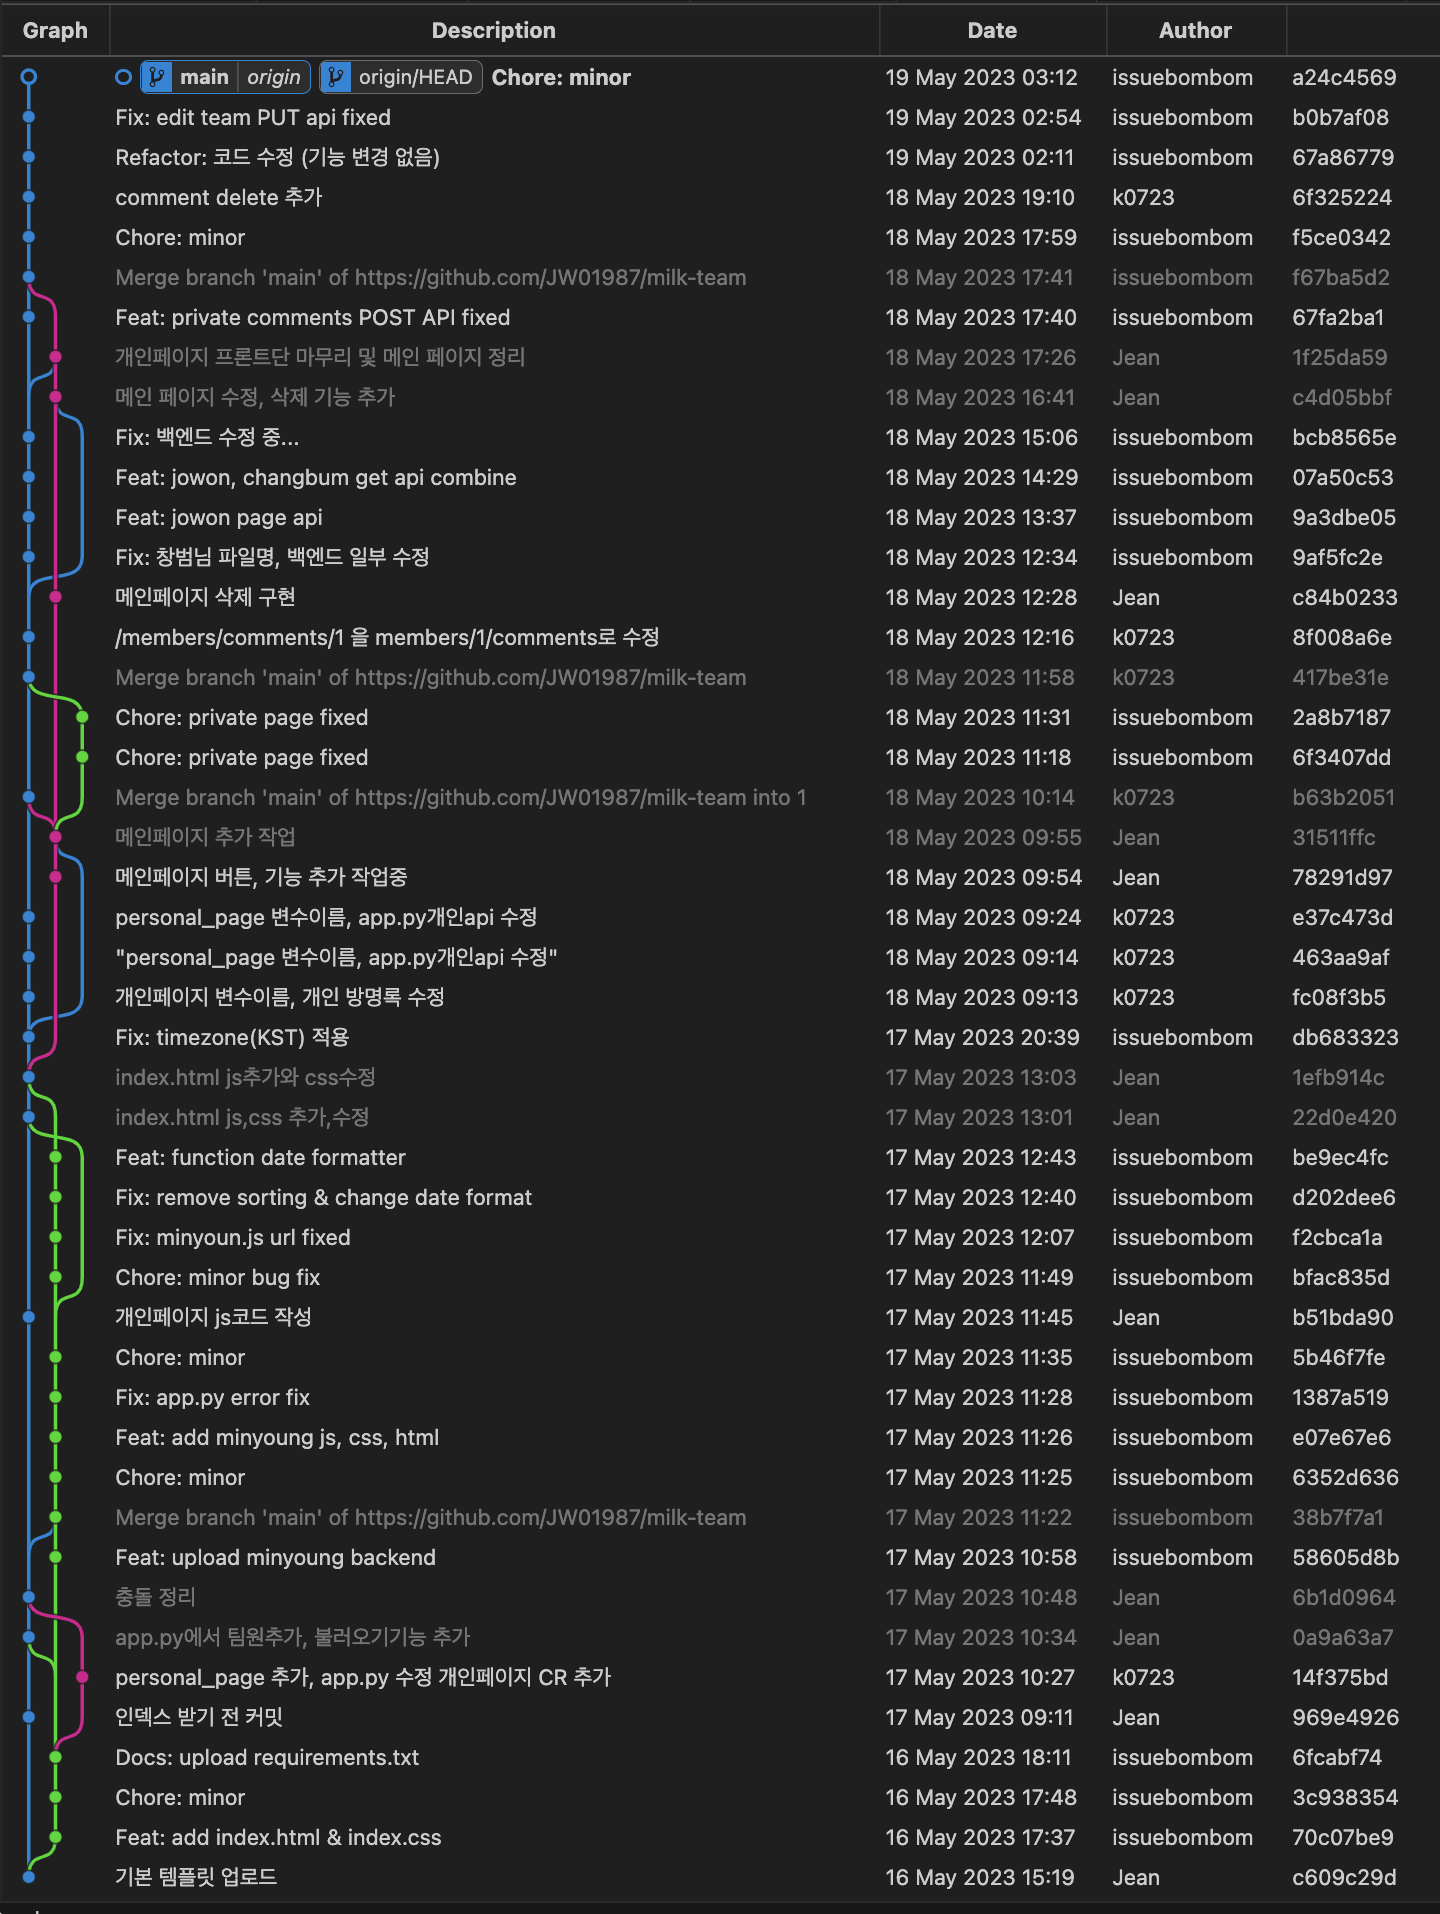 Graph Description Date Author
main origin origin/HEAD Chore: minor 19 May 2023 03:12 issuebombom a24c4569
Fix: edit team PUT api fixed 19 May 2023 02:54 issuebombom b0b7af08
Refactor: 코드 수정 (기능 변경 없음) 19 May 2023 02:11 issuebombom 67a86779
comment delete 추가 18 May 2023 19:10 k0723 6f325224
Chore: minor 18 May 2023 17:59 issuebombom f5ce0342
Merge branch 'main' of https://github.com/JW01987/milk-team 18 May 2023 17:41 issuebombom f67ba5d2
Feat: private comments POST API fixed 18 May 2023 17:40 issuebombom 67fa2ba1
개인페이지 프론트단 마무리 및 메인 페이지 정리 18 May 2023 17:26 Jean 1f25da59
메인 페이지 수정, 삭제 기능 추가 18 May 2023 16:41 Jean c4d05bbf
Fix: 백엔드 수정 중... 18 May 2023 15:06 issuebombom bcb8565e
Feat: jowon, changbum get api combine 18 May 2023 14:29 issuebombom 07a50c53
Feat: jowon page api 18 May 2023 13:37 issuebombom 9a3dbe05
Fix: 창범님 파일명, 백엔드 일부 수정 18 May 2023 12:34 issuebombom 9af5fc2e
메인페이지 삭제 구현 18 May 2023 12:28 Jean c84b0233
/members/comments/1 을 members/1/comments로 수정 18 May 2023 12:16 k0723 8f008a6e
Merge branch 'main' of https://github.com/JW01987/milk-team 18 May 2023 11:58 k0723 417be31e
Chore: private page fixed 18 May 2023 11:31 issuebombom 2a8b7187
Chore: private page fixed 18 May 2023 11:18 issuebombom 6f3407dd
Merge branch 'main' of https://github.com/JW01987/milk-team into 1 18 May 2023 10:14 k0723 b63b2051
메인페이지 추가 작업 18 May 2023 09:55 Jean 31511ffc
메인페이지 버튼, 기능 추가 작업중 18 May 2023 09:54 Jean 78291d97
personal_page 변수이름, app.py개인api 수정 18 May 2023 09:24 k0723 e37c473d
"personal_page 변수이름, app.py개인api 수정" 18 May 2023 09:14 k0723 463aa9af
개인페이지 변수이름, 개인 방명록 수정 18 May 2023 09:13 k0723 fc08f3b5
Fix: timezone(KST) 적용 17 May 2023 20:39 issuebombom db683323
index.html js추가와 css수정 17 May 2023 13:03 Jean 1efb914c
index.html js,css 추가,수정 17 May 2023 13:01 Jean 22d0e420
Feat: function date formatter 17 May 2023 12:43 issuebombom be9ec4fc
Fix: remove sorting & change date format 17 May 2023 12:40 issuebombom d202dee6
Fix: minyoun.js url fixed 17 May 2023 12:07 issuebombom f2cbca1a
Chore: minor bug fix 17 May 2023 11:49 issuebombom bfac835d
개인페이지 js코드 작성 17 May 2023 11:45 Jean b51bda90
Chore: minor 17 May 2023 11:35 issuebombom 5b46f7fe
Fix: app.py error fix 17 May 2023 11:28 issuebombom 1387a519
Feat: add minyoung js, css, html 17 May 2023 11:26 issuebombom e07e67e6
Chore: minor 17 May 2023 11:25 issuebombom 6352d636
Merge branch 'main' of https://github.com/JW01987/milk-team 17 May 2023 11:22 issuebombom 38b7f7a1
Feat: upload minyoung backend 17 May 2023 10:58 issuebombom 58605d8b
충돌 정리 17 May 2023 10:48 Jean 6b1d0964
app.py에서 팀원추가, 불러오기기능 추가 17 May 2023 10:34 Jean 0a9a63a7
personal_page 추가, app.py 수정 개인페이지 CR 추가 17 May 2023 10:27 k0723 14f375bd
인덱스 받기 전 커밋 17 May 2023 09:11 Jean 969e4926
Docs: upload requirements.txt 16 May 2023 18:11 issuebombom 6fcabf74
Chore: minor 16 May 2023 17:48 issuebombom 3c938354
Feat: add index.html & index.css 16 May 2023 17:37 issuebombom 70c07be9
기본 템플릿 업로드 16 May 2023 15:19 Jean c609c29d